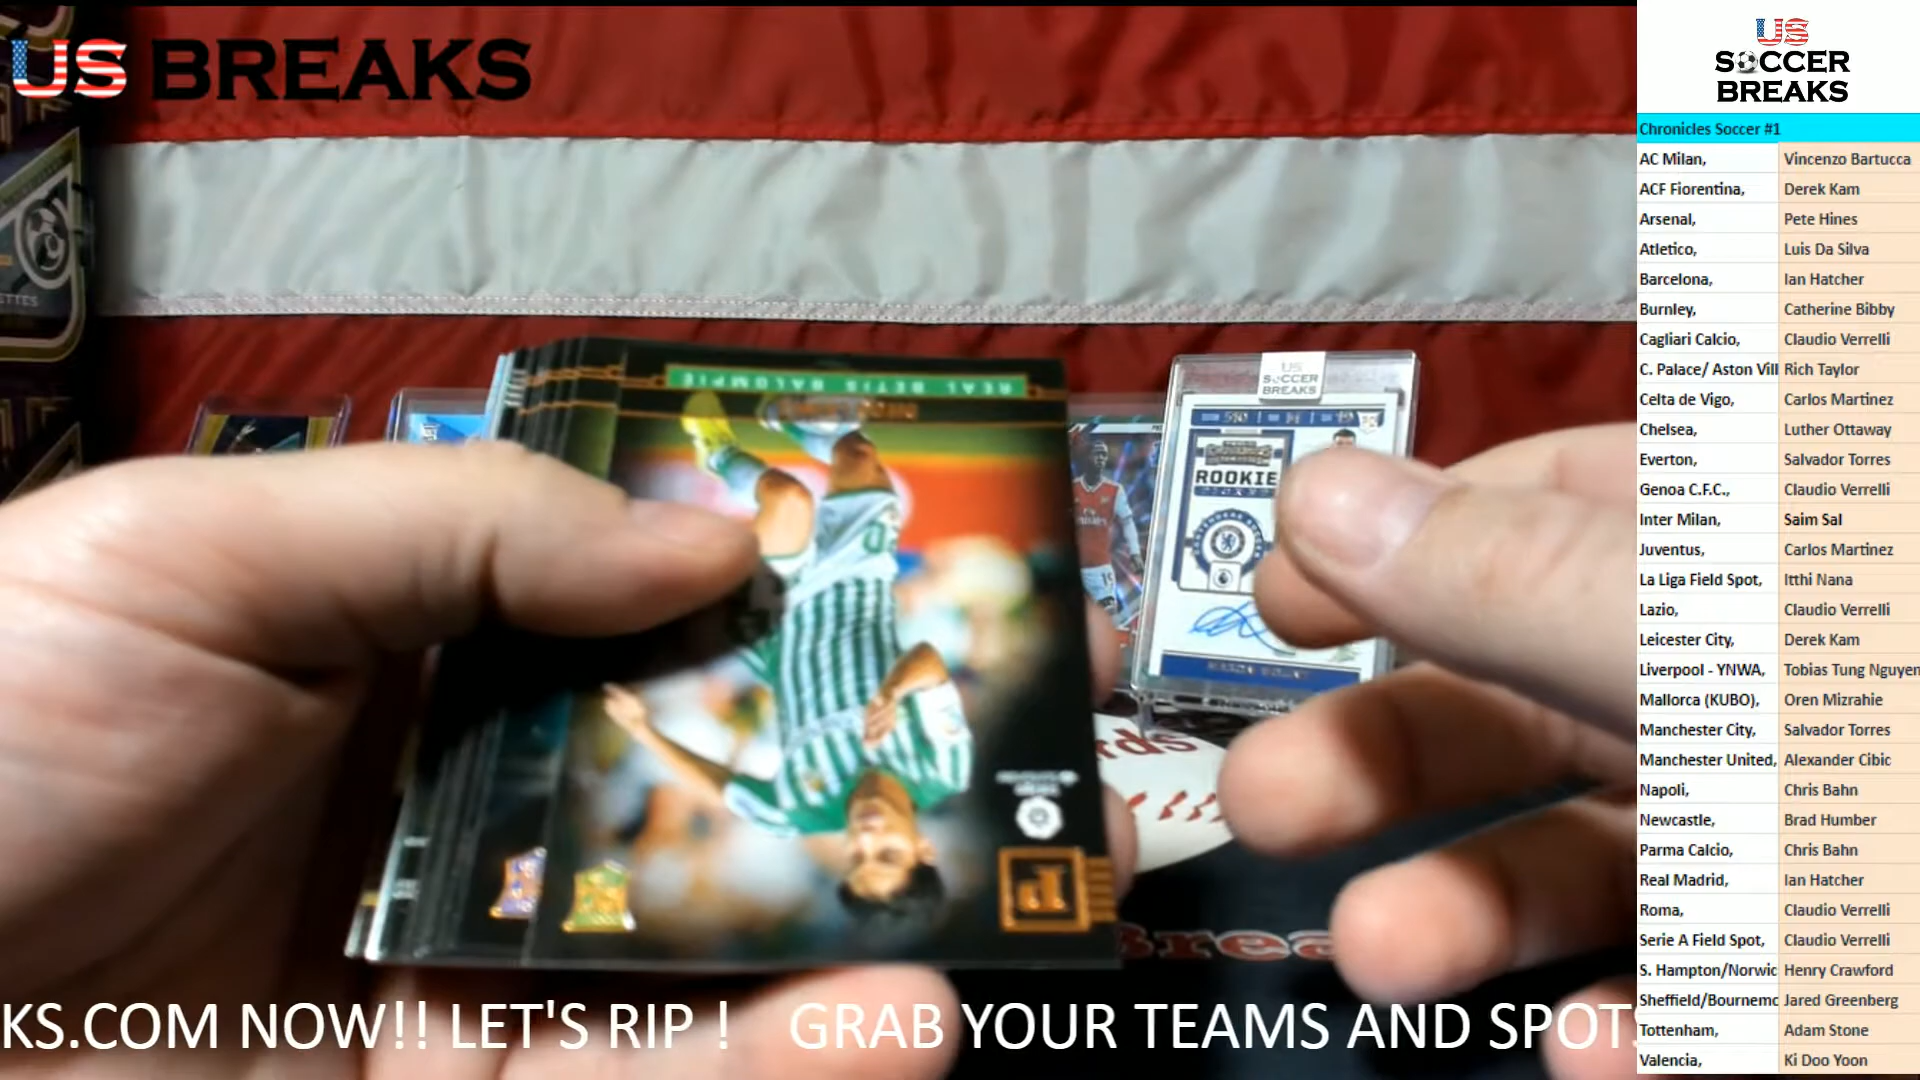 US BREAKS
US
SOCCER
BREAKS
Chronicles Soccer #1
AC Milan, Vincenzo Bartucca
ACF Fiorentina, Derek Kam
Arsenal, Pete Hines
Atletico, Luis Da Silva
Barcelona, Ian Hatcher
Burnley, Catherine Bibby
Cagliari Calcio, Claudio Verrelli
C. Palace/ Aston Vill Rich Taylor
Celta de Vigo, Carlos Martinez
Chelsea, Luther Ottaway
Everton, Salvador Torres
Genoa C.F.C., Claudio Verrelli
Inter Milan, Saim Sal
Juventus, Carlos Martinez
La Liga Field Spot, Itthi Nana
Lazio, Claudio Verrelli
Leicester City, Derek Kam
Liverpool - YNWA, Tobias Tung Nguyen
Mallorca (KUBO), Oren Mizrahie
Manchester City, Salvador Torres
Manchester United, Alexander Cibic
Napoli, Chris Bahn
Newcastle, Brad Humber
Parma Calcio, Chris Bahn
Real Madrid, Ian Hatcher
Roma, Claudio Verrelli
Serie A Field Spot, Claudio Verrelli
S. Hampton/Norwic Henry Crawford
Sheffield/Bournemo Jared Greenberg
Tottenham, Adam Stone
Valencia, Ki Doo Yoon
REAL BETIS BALOMPIE
US
SOCCER
BREAKS
ROOKIE
rds
Brea
KS.COM NOW!! LET'S RIP ! GRAB YOUR TEAMS AND SPOTS